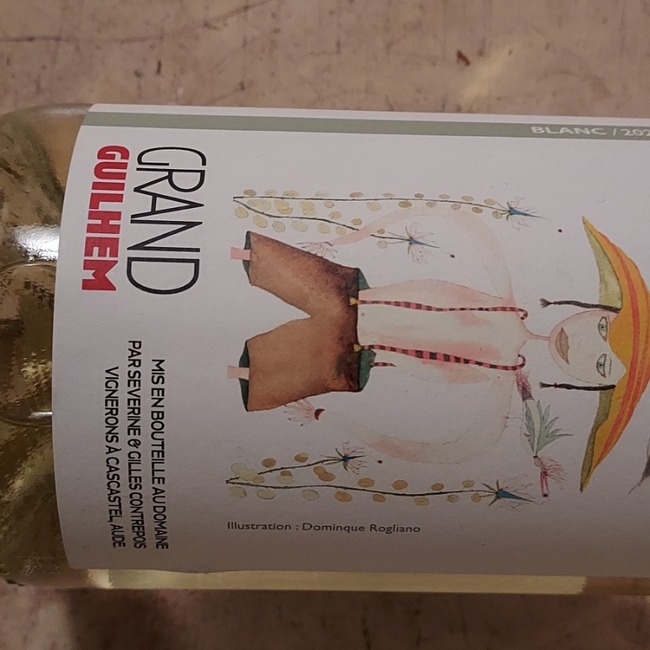 BLANC | 202
GRAND
GUILHEM
MIS EN BOUTEILLE AU DOMAINE
PAR SEVERINE & GILLES CONTREPOIS
VIGNERONS À CASCASTEL, AUDE
Illustration : Dominque Rogliano